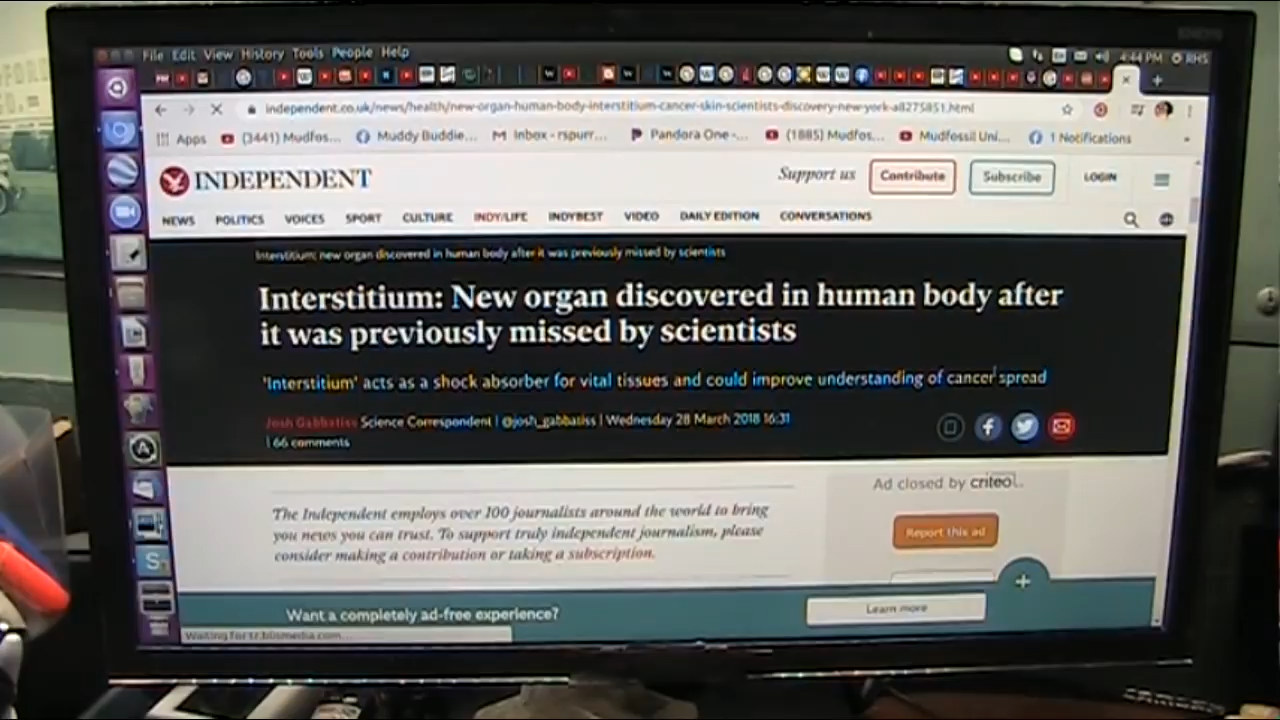 File Edit View History Tools People Help
4:44 PM RHS
independent.co.uk/news/health/new-organ-human-body-interstitium-cancer-skin-scientists-discovery-new-york-a8275851.html
Apps (3441) Mudfos... Muddy Buddie... Inbox - rspurr... Pandora One -... (1885) Mudfos... Mudfossil Uni... 1 Notifications
INDEPENDENT Support us Contribute Subscribe LOGIN
NEWS POLITICS VOICES SPORT CULTURE INDY/LIFE INDYBEST VIDEO DAILY EDITION CONVERSATIONS
Interstitium: new organ discovered in human body after it was previously missed by scientists
Interstitium: New organ discovered in human body after
it was previously missed by scientists
'Interstitium' acts as a shock absorber for vital tissues and could improve understanding of cancer spread
Josh Gabbatiss Science Correspondent | @josh_gabbatiss | Wednesday 28 March 2018 16:31
| 66 comments
The Independent employs over 100 journalists around the world to bring
you news you can trust. To support truly independent journalism, please
consider making a contribution or taking a subscription.
Ad closed by criteo
Report this ad
Want a completely ad-free experience? Learn more
Waiting for tr.blismedia.com...